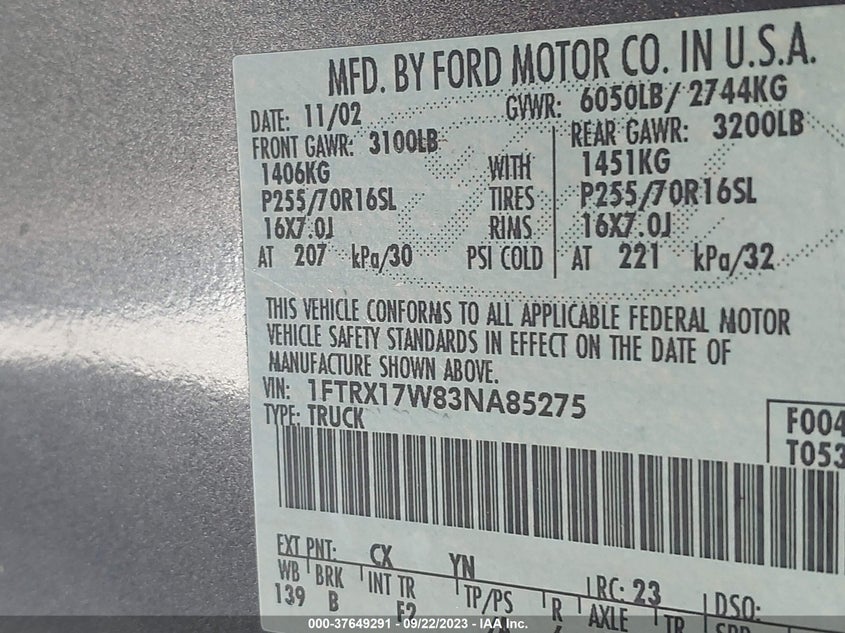 MFD. BY FORD MOTOR CO. IN U.S.A.
DATE: 11/02 GVWR: 6050LB/ 2744KG
FRONT GAWR: 3100LB REAR GAWR: 3200LB
1406KG WITH 1451KG
P255/70R16SL TIRES P255/70R16SL
16X7.0J RIMS 16X7.0J
AT 207 kPa/30 PSI COLD AT 221 kPa/32
THIS VEHICLE CONFORMS TO ALL APPLICABLE FEDERAL MOTOR
VEHICLE SAFETY STANDARDS IN EFFECT ON THE DATE OF
MANUFACTURE SHOWN ABOVE.
VIN: 1FTRX17W83NA85275
TYPE: TRUCK
F004
T053
EXT PNT: CX YN RC: 23 DSO:
WB BRK INT TR TP/PS R AXLE TR
139 B F2
000-37649291 - 09/22/2023 - IAA Inc.